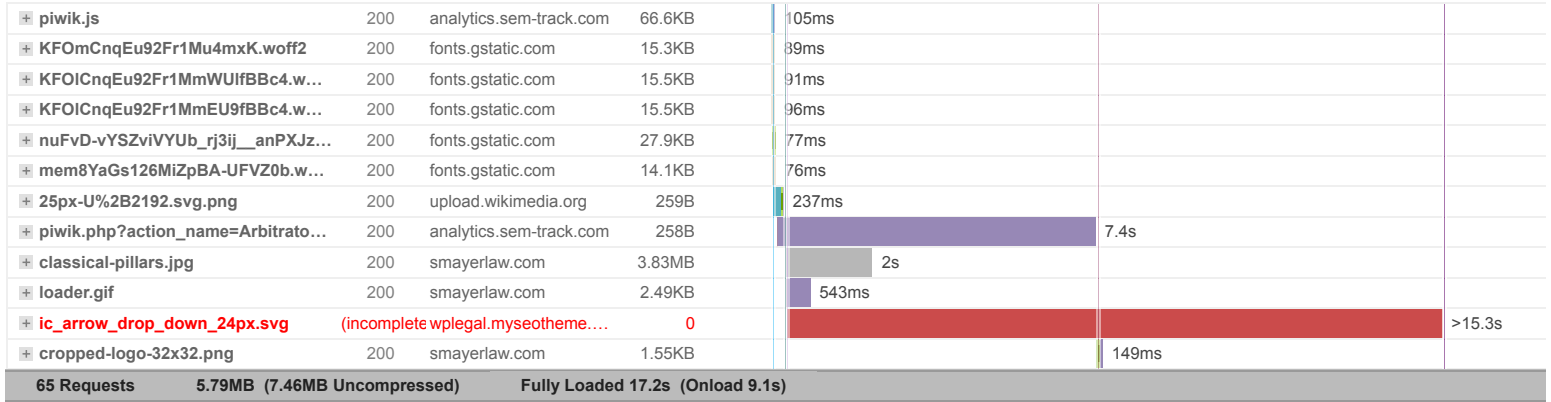 piwik.js 200 analytics.sem-track.com 66.6KB 105ms
KFOmCnqEu92Fr1Mu4mxK.woff2 200 fonts.gstatic.com 15.3KB 89ms
KFOlCnqEu92Fr1MmWUlfBBc4.w… 200 fonts.gstatic.com 15.5KB 91ms
KFOlCnqEu92Fr1MmEU9fBBc4.w… 200 fonts.gstatic.com 15.5KB 96ms
nuFvD-vYSZviVYUb_rj3ij__anPXJz… 200 fonts.gstatic.com 27.9KB 77ms
mem8YaGs126MiZpBA-UFVZ0b.w… 200 fonts.gstatic.com 14.1KB 76ms
25px-U%2B2192.svg.png 200 upload.wikimedia.org 259B 237ms
piwik.php?action_name=Arbitrato… 200 analytics.sem-track.com 258B 7.4s
classical-pillars.jpg 200 smayerlaw.com 3.83MB 2s
loader.gif 200 smayerlaw.com 2.49KB 543ms
ic_arrow_drop_down_24px.svg (incomplete wplegal.myseotheme.… 0 >15.3s
cropped-logo-32x32.png 200 smayerlaw.com 1.55KB 149ms
65 Requests 5.79MB (7.46MB Uncompressed) Fully Loaded 17.2s (Onload 9.1s)